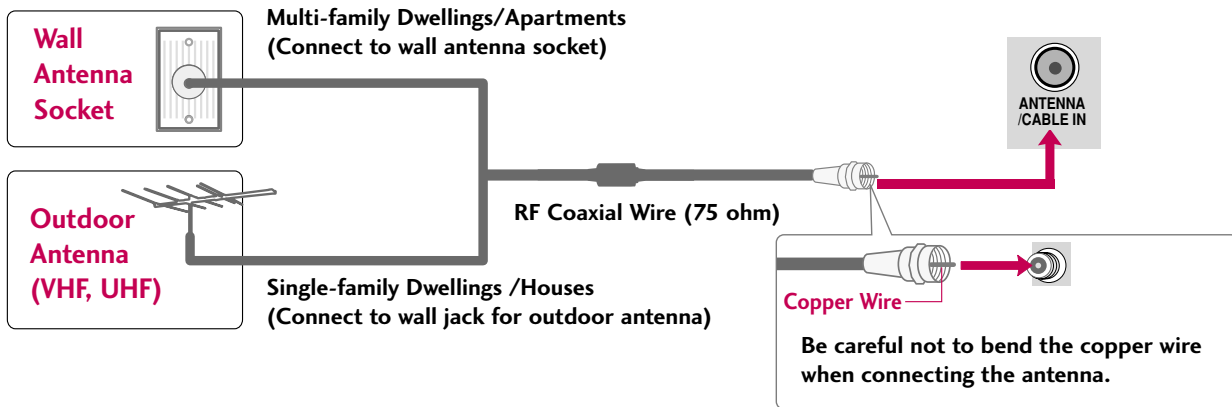 Wall
Antenna
Socket
Multi-family Dwellings/Apartments
(Connect to wall antenna socket)
ANTENNA
/CABLE IN
Outdoor
Antenna
(VHF, UHF)
RF Coaxial Wire (75 ohm)
Single-family Dwellings /Houses
(Connect to wall jack for outdoor antenna)
Copper Wire
Be careful not to bend the copper wire
when connecting the antenna.